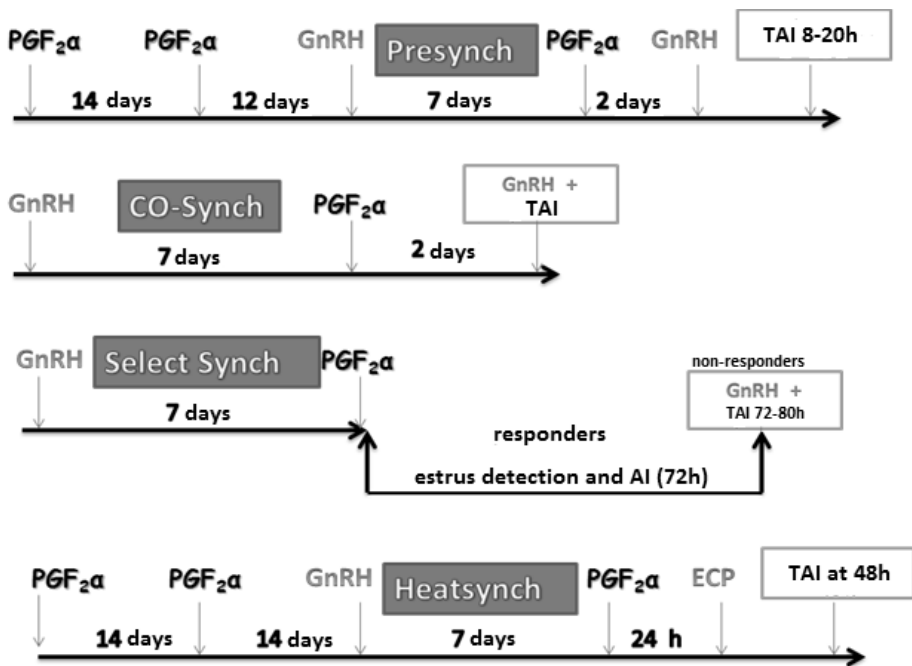 PGF₂α PGF₂α GnRH Presynch PGF₂α GnRH TAI 8-20h
14 days 12 days 7 days 2 days
GnRH CO-Synch PGF₂α GnRH +
TAI
7 days 2 days
GnRH Select Synch PGF₂α non-responders
GnRH +
TAI 72-80h
7 days
responders
estrus detection and AI (72h)
PGF₂α PGF₂α GnRH Heatsynch PGF₂α ECP TAI at 48h
14 days 14 days 7 days 24 h